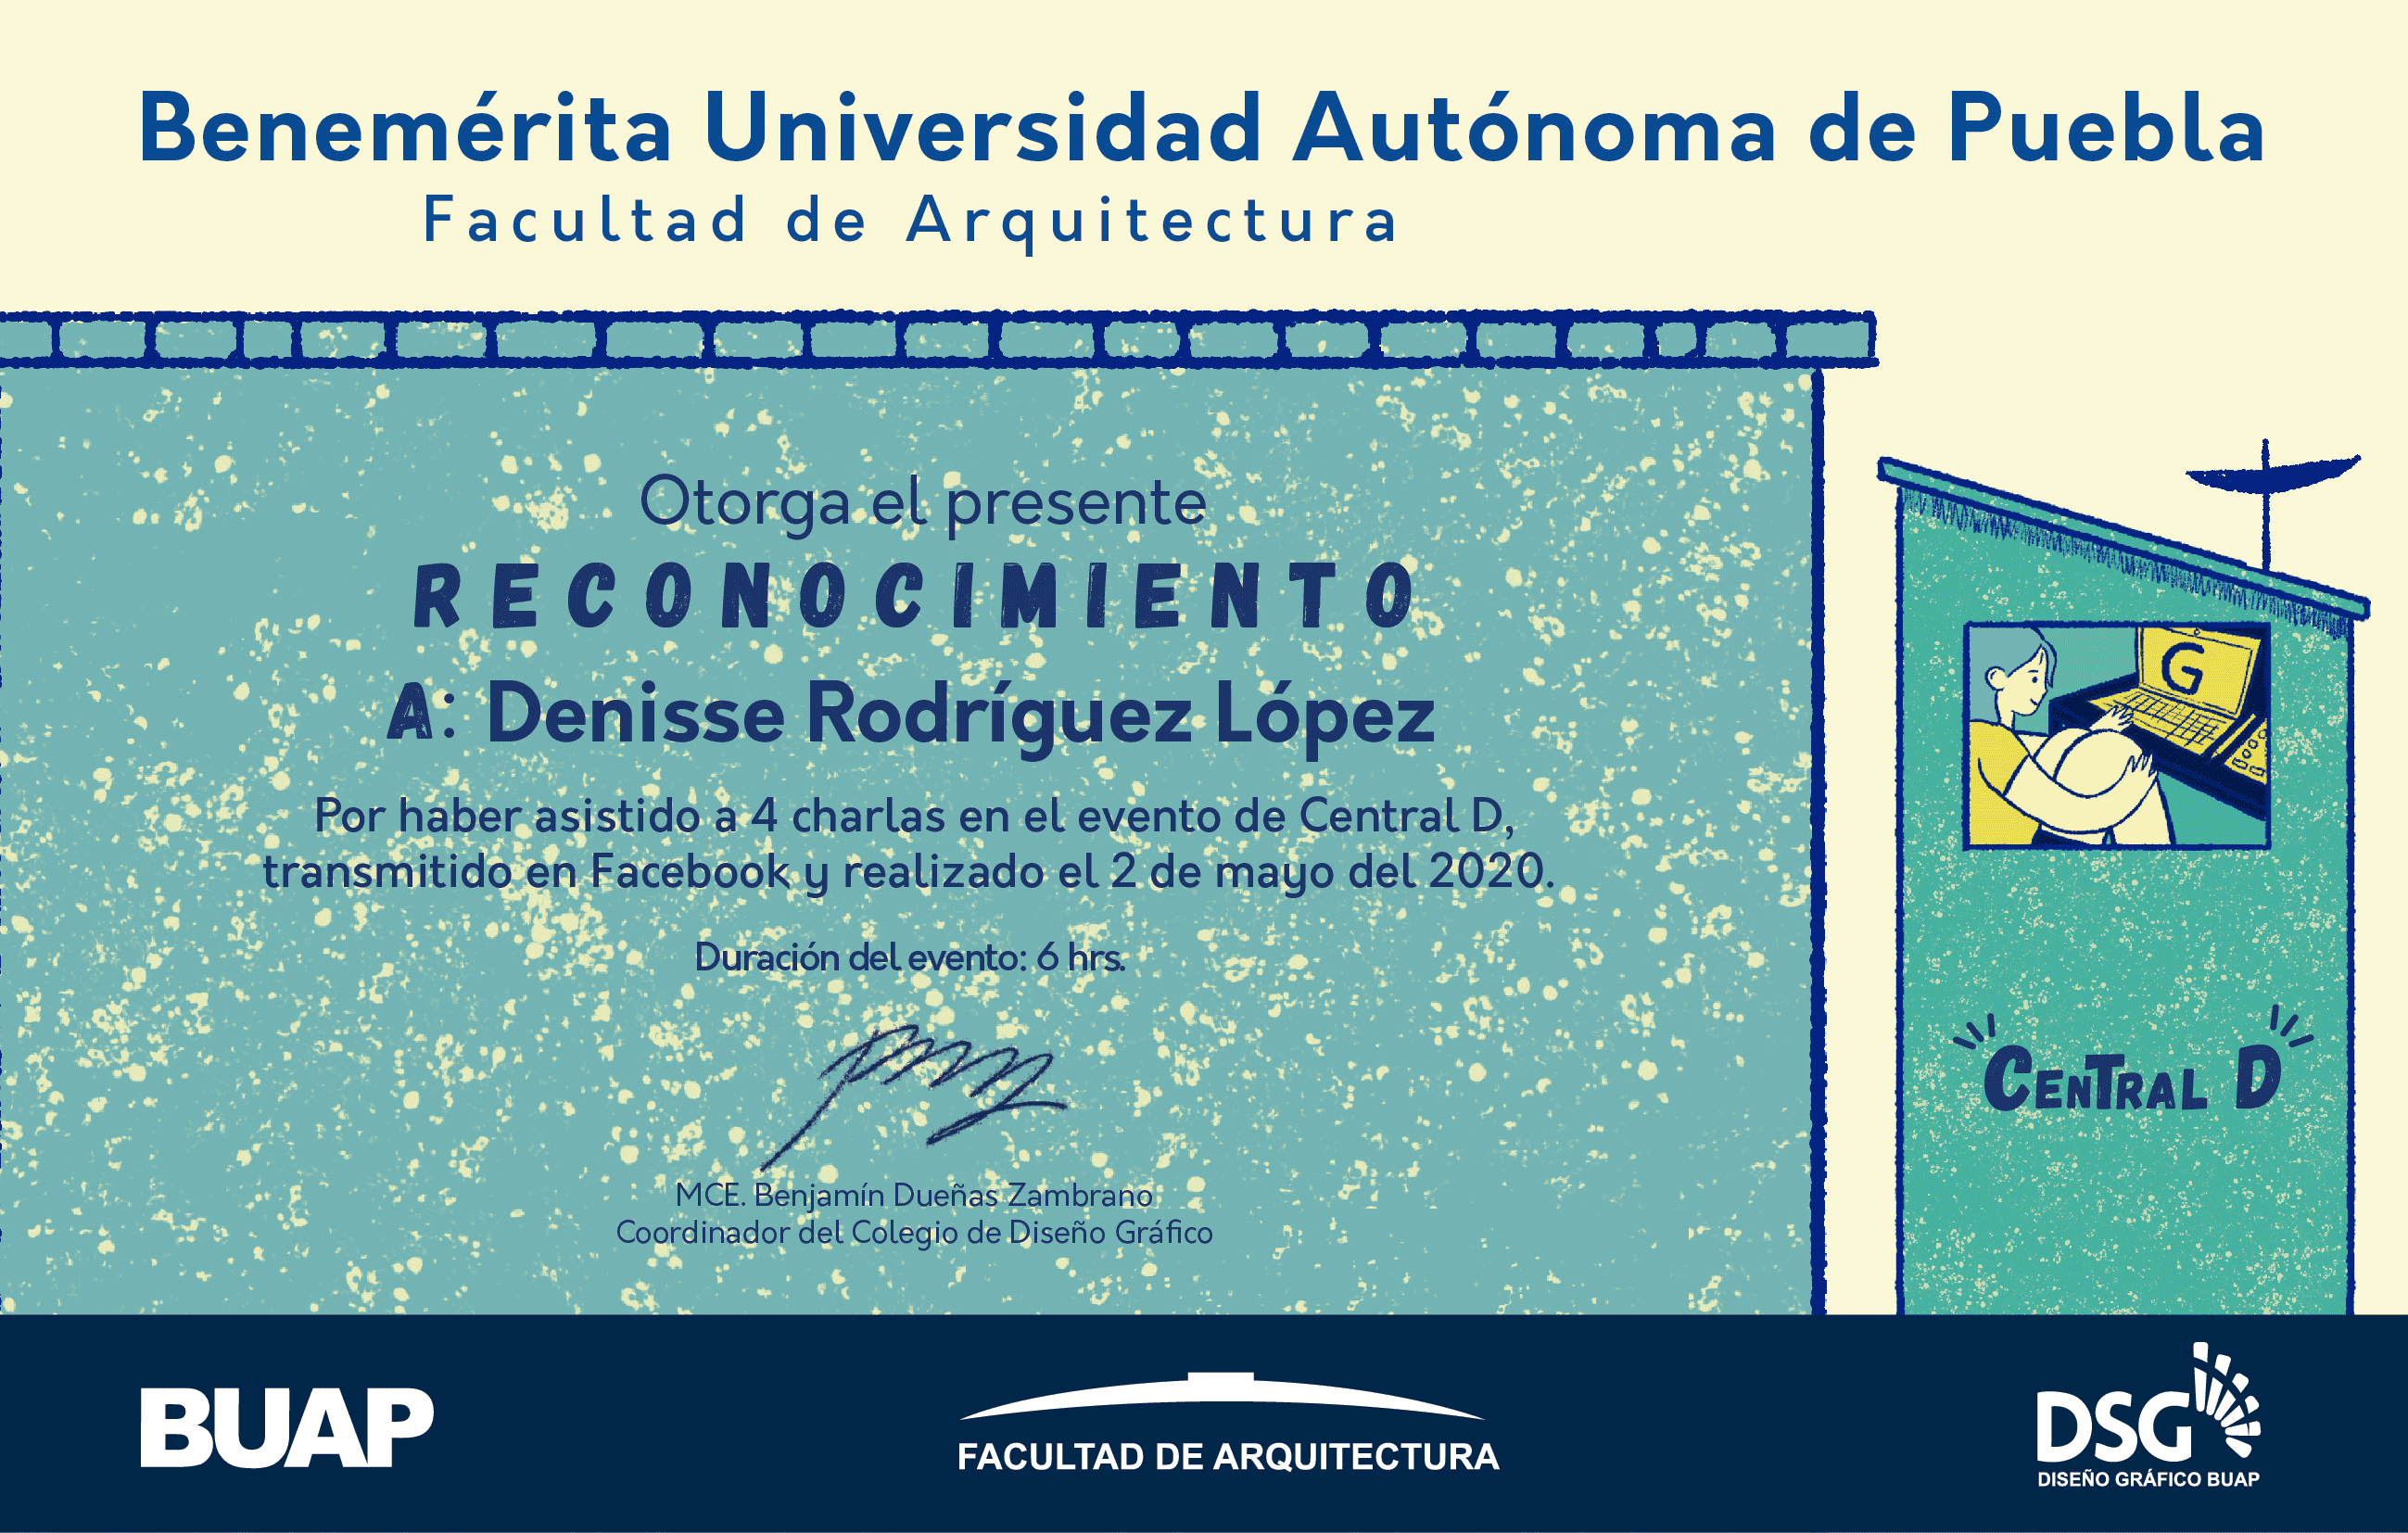 Benemérita Universidad Autónoma de Puebla
Facultad de Arquitectura
Otorga el presente
RECONOCIMIENTO
A: Denisse Rodríguez López
Por haber asistido a 4 charlas en el evento de Central D,
transmitido en Facebook y realizado el 2 de mayo del 2020.
Duración del evento: 6 hrs.
MCE. Benjamín Dueñas Zambrano
Coordinador del Colegio de Diseño Gráfico
G
CENTRAL D
BUAP
FACULTAD DE ARQUITECTURA
DSG
DISEÑO GRÁFICO BUAP